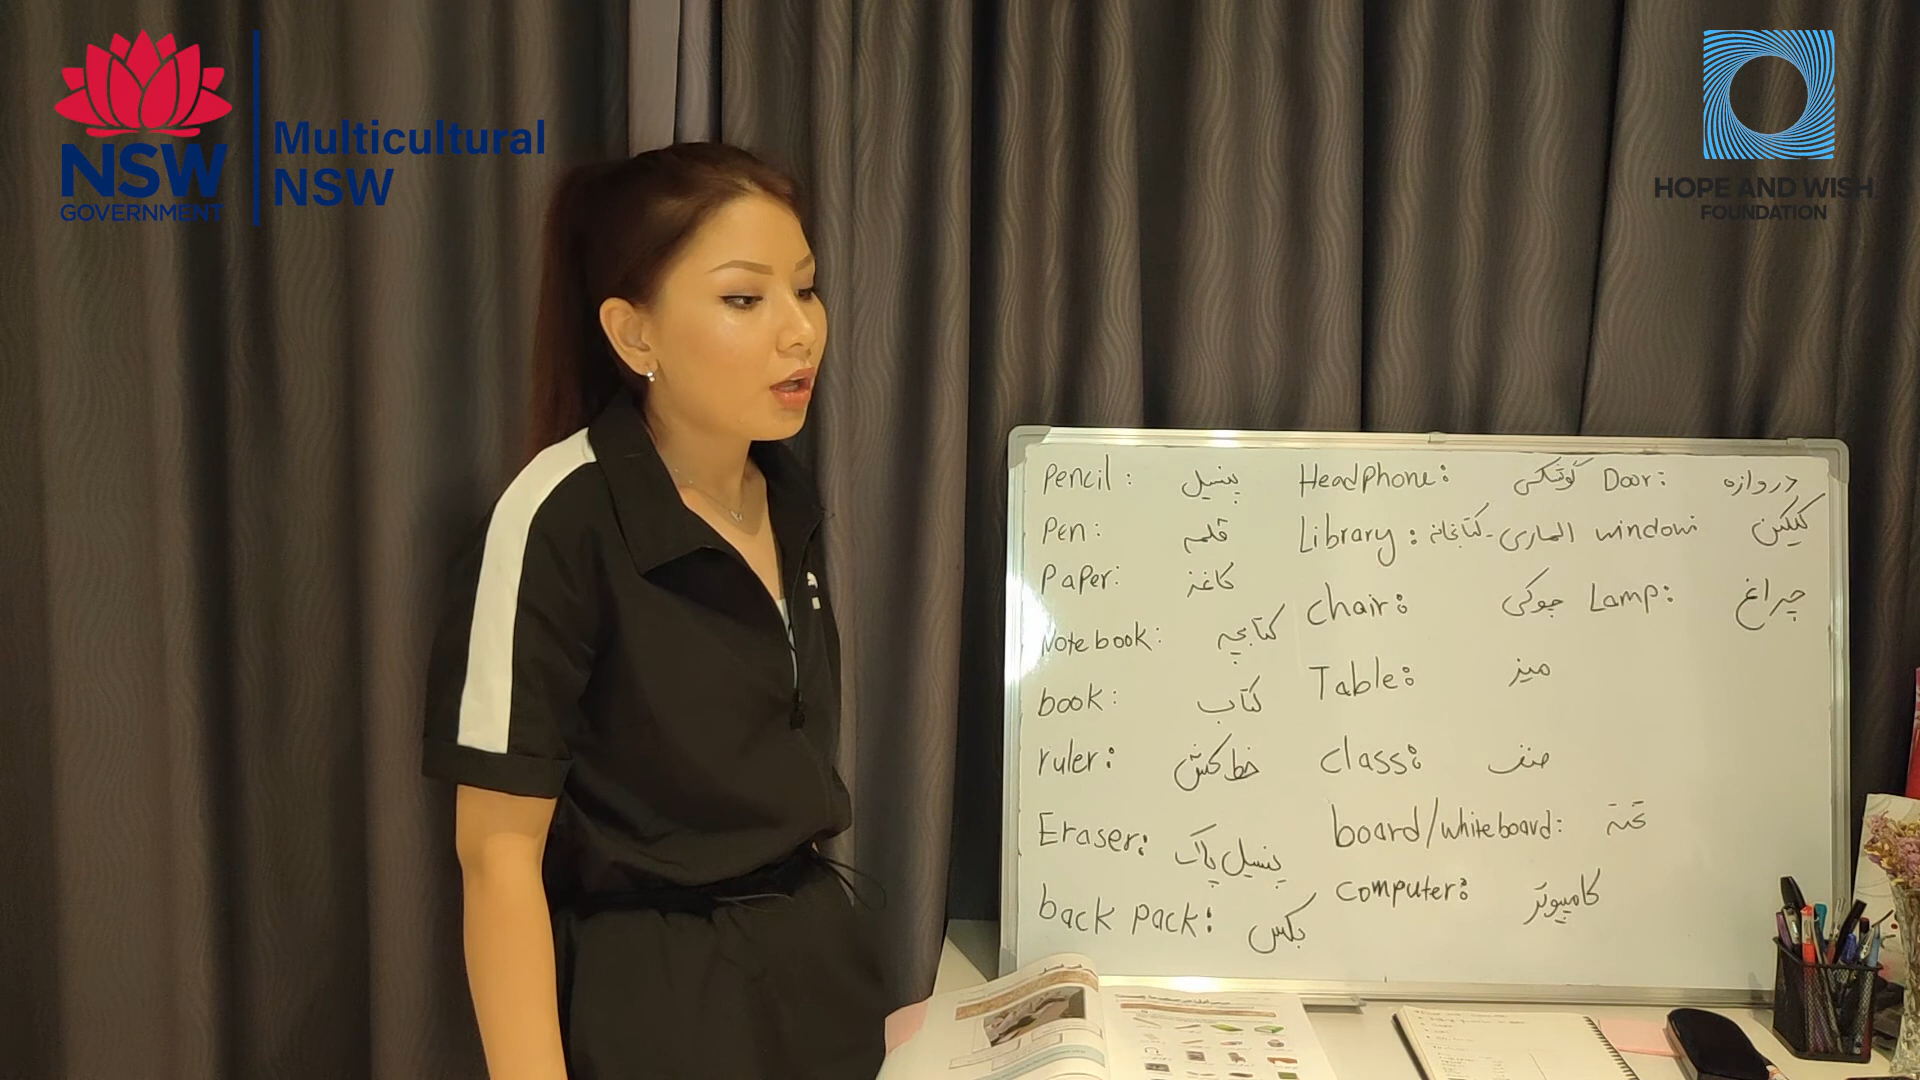 NSW
GOVERNMENT
Multicultural
NSW
HOPE AND WISH
FOUNDATION
Pencil : پنسیل
Pen : قلم
Paper: کاغذ
Notebook: کتابچه
book : کتاب
ruler: خط کش
Eraser: پنسیل پاک
back pack: بکس
Headphone: گوشکی
Library: کتابخانه - الماری
chair: چوکی
Table: میز
class: صنف
board/whiteboard: تخته
computer: کامپیوتر
Door: دروازه
window کلکین
Lamp: چراغ